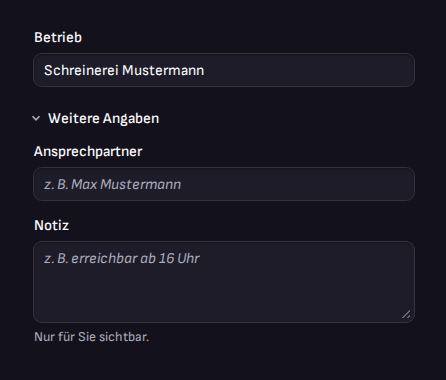 Betrieb
Schreinerei Mustermann
Weitere Angaben
Ansprechpartner
z. B. Max Mustermann
Notiz
z. B. erreichbar ab 16 Uhr
Nur für Sie sichtbar.